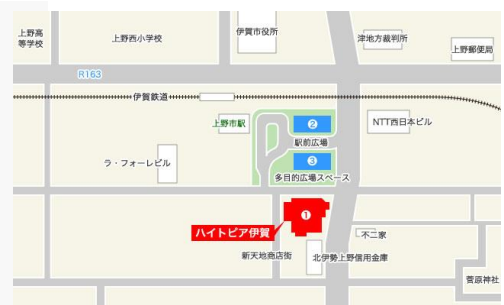 上野高
等学校
上野西小学校
伊賀市役所
津地方裁判所
上野郵便局
R163
伊賀鉄道
上野市駅
2
NTT西日本ビル
駅前広場
ラ・フォーレビル
3
多目的広場スペース
1
ハイトピア伊賀
不二家
新天地商店街
北伊勢上野信用金庫
菅原神社